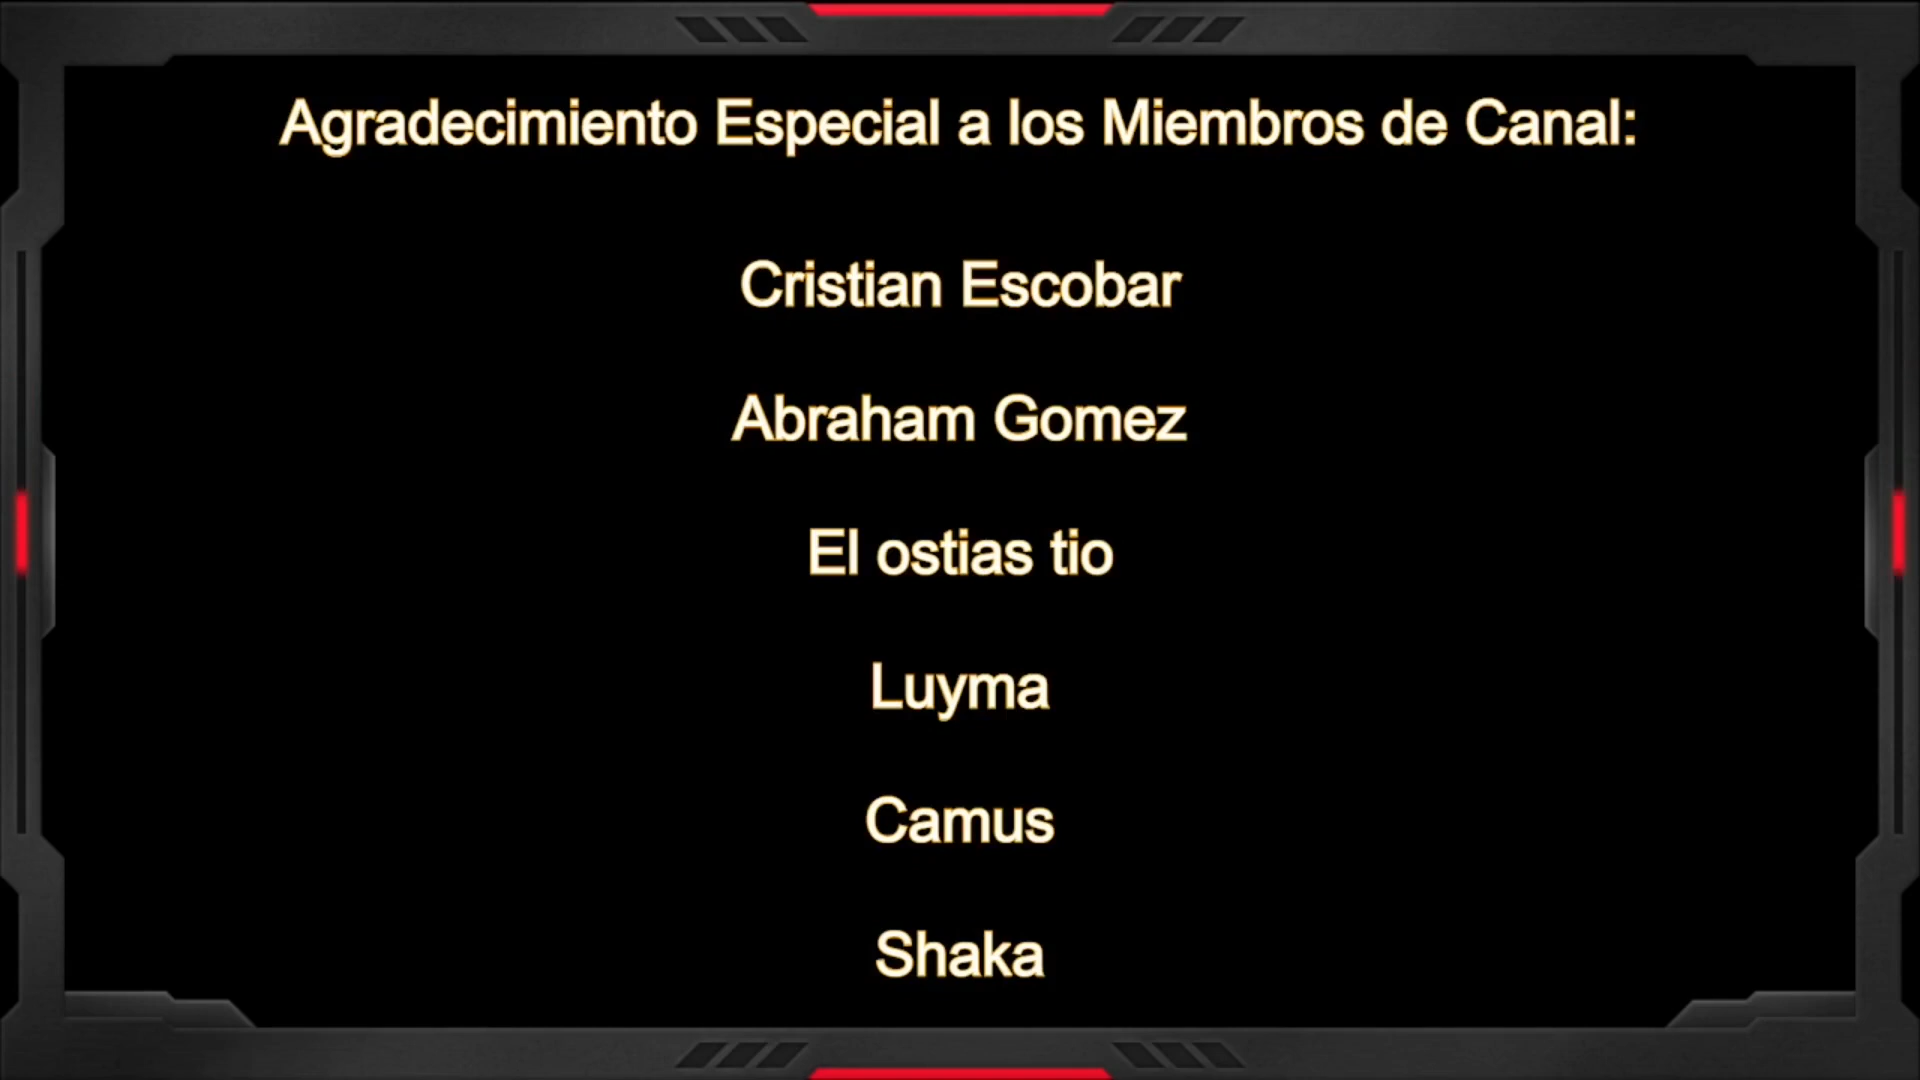 Agradecimiento Especial a los Miembros de Canal:
Cristian Escobar
Abraham Gomez
El ostias tio
Luyma
Camus
Shaka